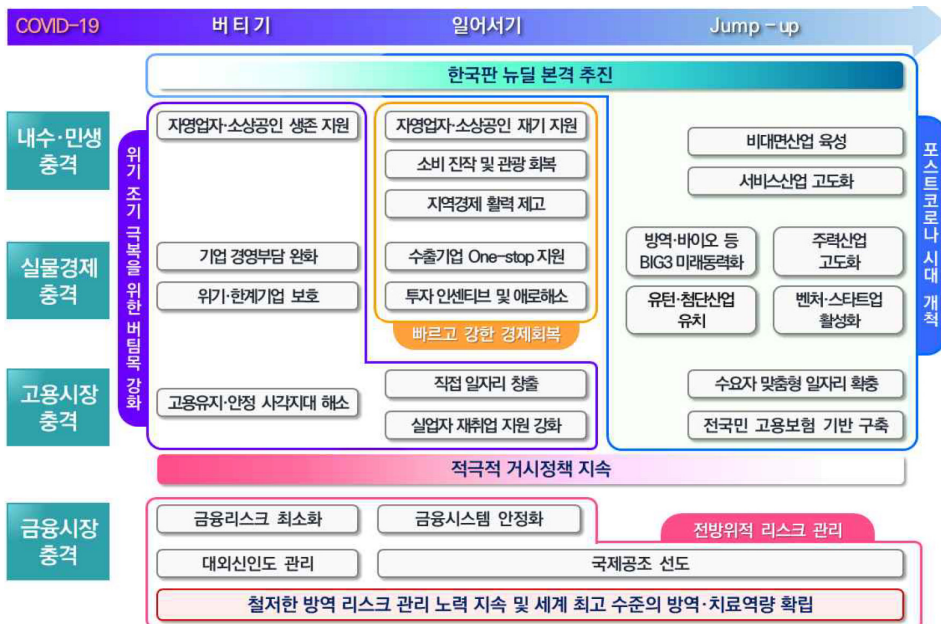 COVID-19
버티기
일어서기
Jump-up
한국판 뉴딜 본격 추진
내수·민생
충격
위기 조기 극복을 위한 버팀목 강화
자영업자·소상공인 생존 지원
자영업자·소상공인 재기 지원
소비 진작 및 관광 회복
지역경제 활력 제고
비대면산업 육성
서비스산업 고도화
포스트코로나 시대 개척
실물경제
충격
기업 경영부담 완화
위기·한계기업 보호
수출기업 One-stop 지원
투자 인센티브 및 애로해소
빠르고 강한 경제회복
방역·바이오 등
BIG3 미래동력화
주력산업
고도화
유턴·첨단산업
유치
벤처·스타트업
활성화
고용시장
충격
고용유지·안정 사각지대 해소
직접 일자리 창출
실업자 재취업 지원 강화
수요자 맞춤형 일자리 확충
전국민 고용보험 기반 구축
적극적 거시정책 지속
금융시장
충격
금융리스크 최소화
금융시스템 안정화
전방위적 리스크 관리
대외신인도 관리
국제공조 선도
철저한 방역 리스크 관리 노력 지속 및 세계 최고 수준의 방역·치료역량 확립